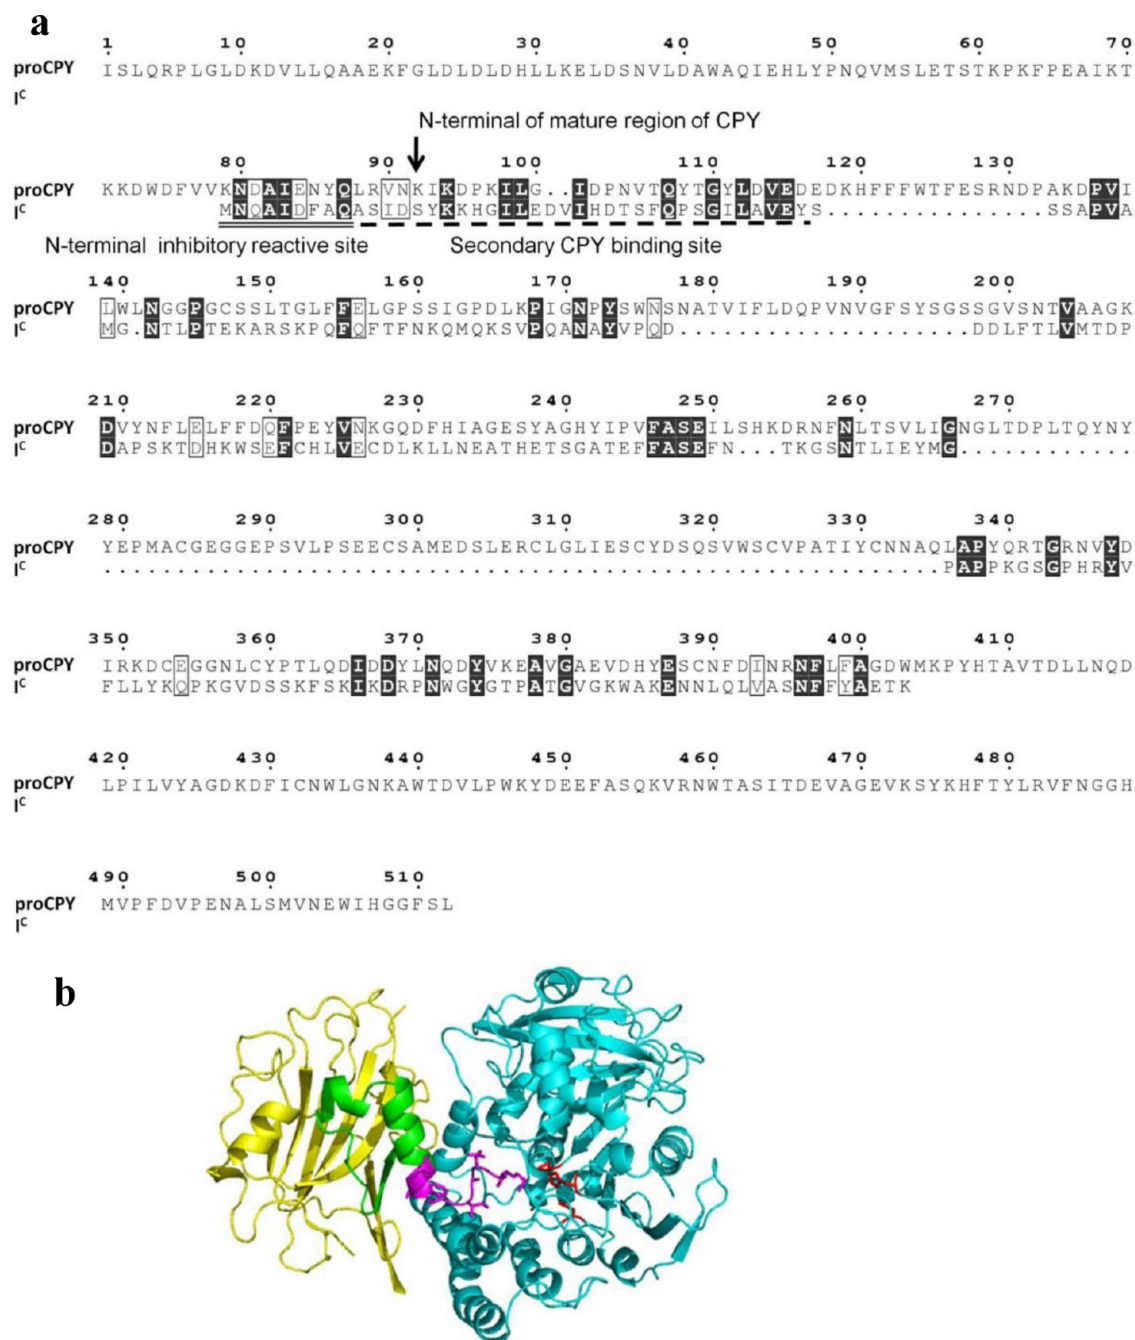 a
1 10 20 30 40 50 60 70
proCPY ISLQRPLGLDKDVLLQAAEKFGLDLDLDHLLKELDSNVLDAWAQIEHLYPNQVMSLETSTKPKFPEAIKT
IC
N-terminal of mature region of CPY
80 90 100 110 120 130
proCPY KKDWDFVVKNDAIENYQLRVNKIKDPKILG..IDPNVTQYTGYLDVEDEDKHFFFWTFESRNDPAKDPVI
IC MNQAIDFAQASIDSYKKHGILEDVIHDTSFQPSGILAVEYS...............SSAPVA
N-terminal inhibitory reactive site Secondary CPY binding site
140 150 160 170 180 190 200
proCPY LWLNGGPGCSSLTGLFFELGPSSIGPDLKPIGNPYSWNSNATVIFLDQPVNVGFSYSGSSGVSNTVAAGK
IC MG.NTLPTEKARSKPQFQFTFNKQMQKSVPQANAYVPQD....................DDLFTLVMTDP
210 220 230 240 250 260 270
proCPY DVYNFLELFFDQFPEYVNKGQDFHIAGESYAGHYIPVFASEILSHKDRNFNLTSVLIGNGLTDPLTQYNY
IC DAPSKTDHKWSEFCHLVECDLKLLNEATHETSGATEFFASEFN...TKGSNTLIEYMG............
280 290 300 310 320 330 340
proCPY YEPMACGEGGEPSVLPSEECSAMEDSLERCLGLIESCYDSQSVWSCVPATIYCNNAQLAPYQRTGRNVYD
IC .........................................................PAPPKGSGPHRYV
350 360 370 380 390 400 410
proCPY IRKDCEGGNLCYPTLQDIDDYLNQDYVKEAVGAEVDHYESCNFDINRNFLFAGDWMKPYHTAVTDLLNQD
IC FLLYKQPKGVDSSKFSKIKDRPNWGYGTPATGVGKWAKENNLQLVASNFFYAETK
420 430 440 450 460 470 480
proCPY LPILVYAGDKDFICNWLGNKAWTDVLPWKYDEEFASQKVRNWTASITDEVAGEVKSYKHFTYLRVFNGGH
IC
490 500 510
proCPY MVPFDVPENALSMVNEWIHGGFSL
IC
b